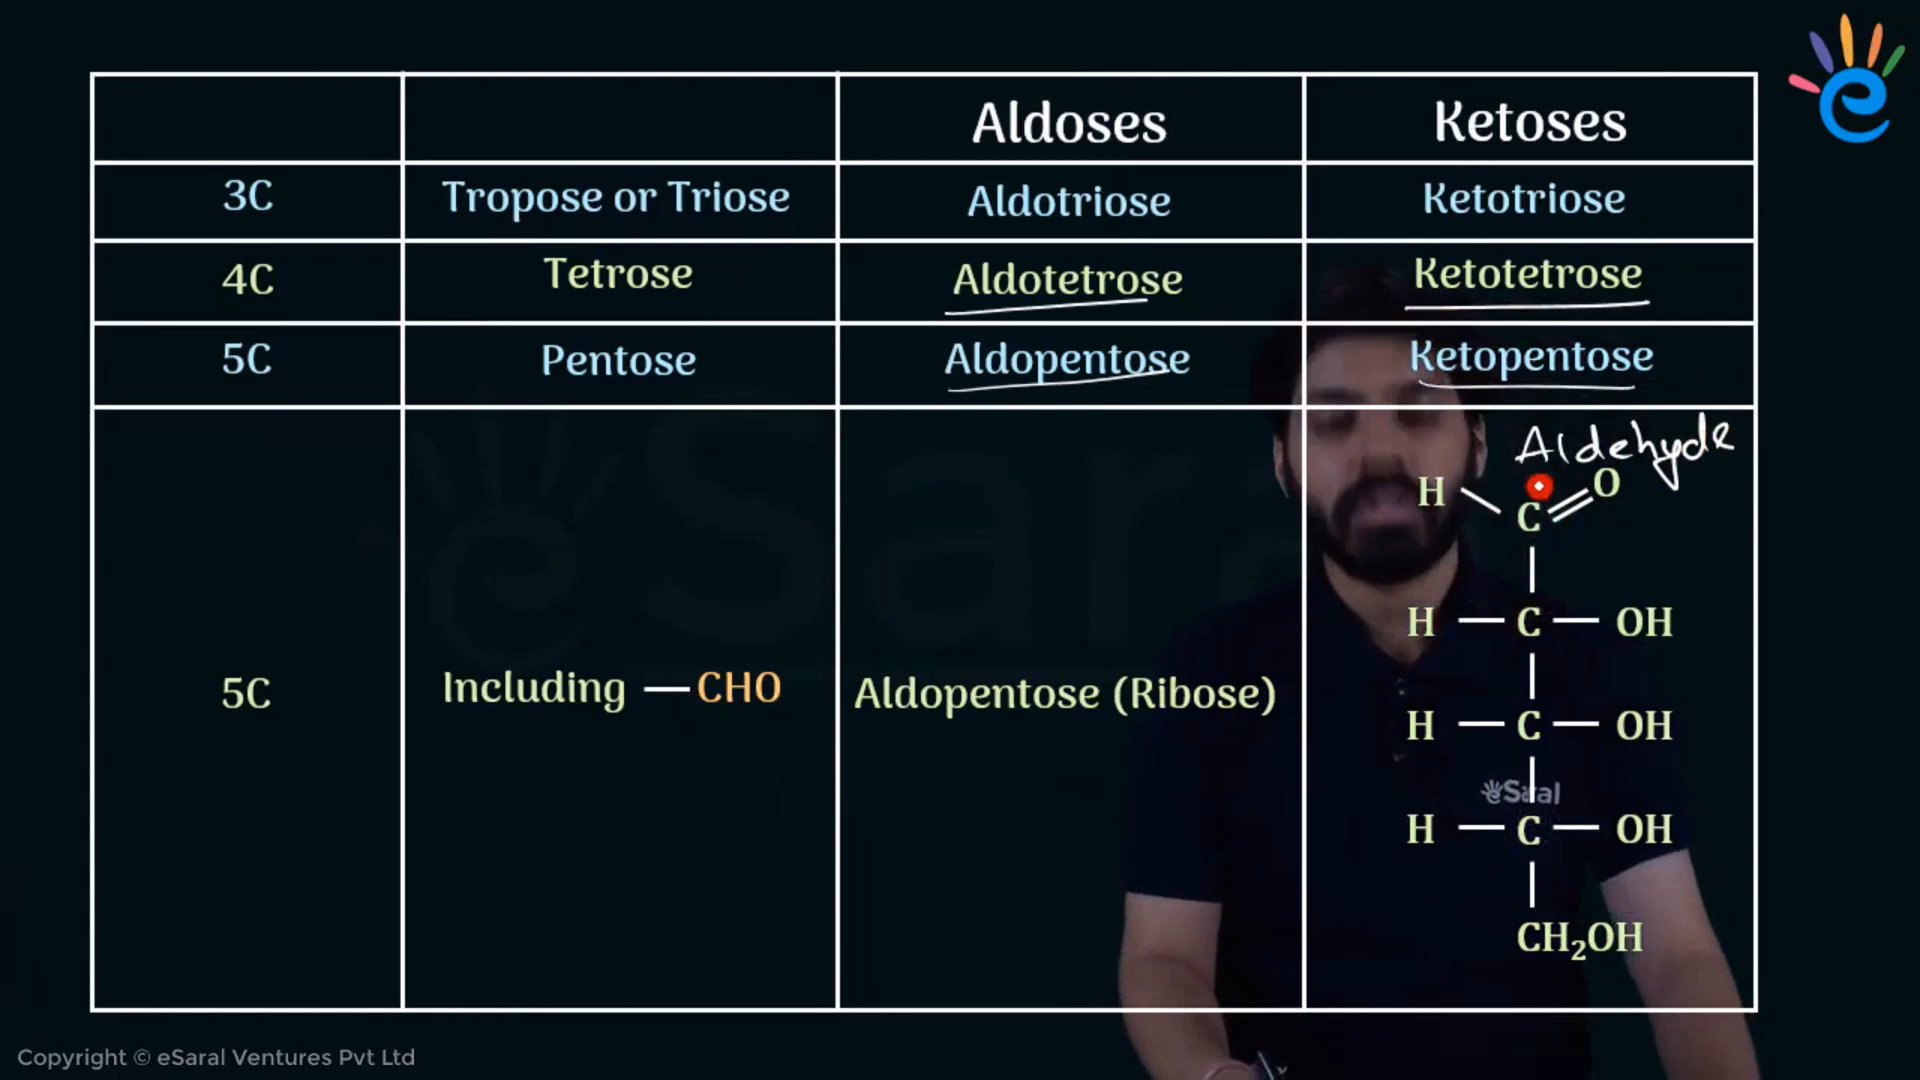 Aldoses Ketoses
3C Tropose or Triose Aldotriose Ketotriose
4C Tetrose Aldotetrose Ketotetrose
5C Pentose Aldopentose Ketopentose
Aldehyde
H C O
H C OH
5C Including —CHO Aldopentose (Ribose)
H C OH
eSaral
H C OH
CH₂OH
eSaral
Copyright © eSaral Ventures Pvt Ltd